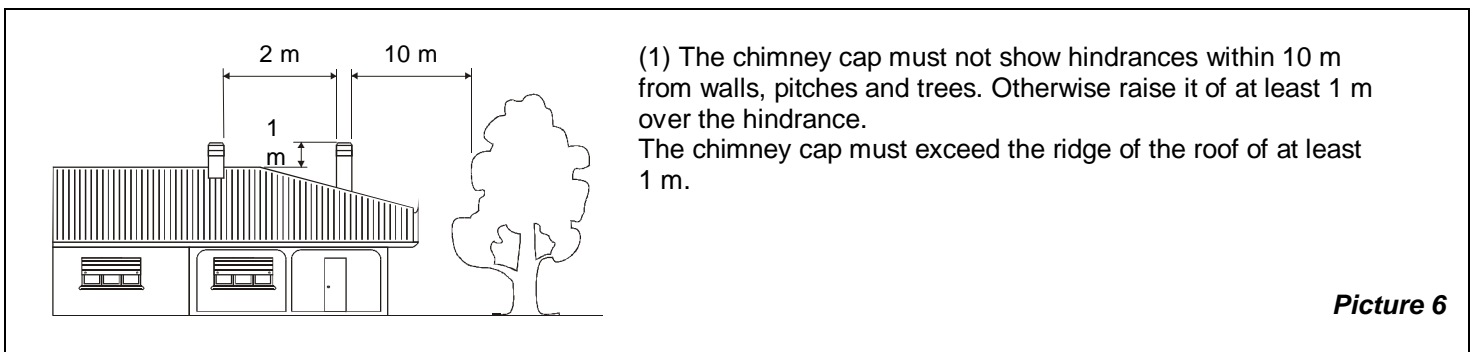 2 m
10 m
1
m
(1) The chimney cap must not show hindrances within 10 m
from walls, pitches and trees. Otherwise raise it of at least 1 m
over the hindrance.
The chimney cap must exceed the ridge of the roof of at least
1 m.
Picture 6